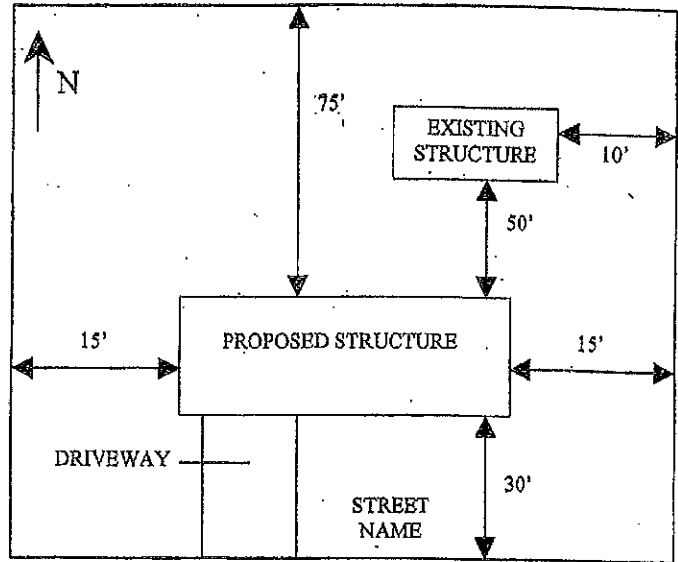 N
75'
EXISTING
STRUCTURE
10'
50'
15'
PROPOSED STRUCTURE
15'
DRIVEWAY
30'
STREET
NAME